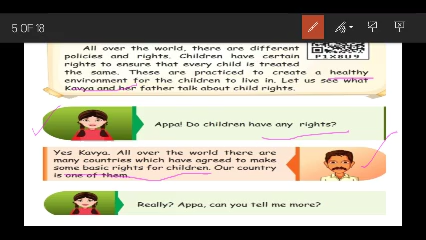 5 OF 18
All over the world, there are different
policies and rights. Children have certain
rights to ensure that every child is treated
the same. These are practiced to create a healthy
environment for the children to live in. Let us see what
Kavya and her father talk about child rights.
P1X8U9
Appa! Do children have any rights?
Yes Kavya. All over the world there are
many countries which have agreed to make
some basic rights for children. Our country
is one of them.
Really? Appa, can you tell me more?